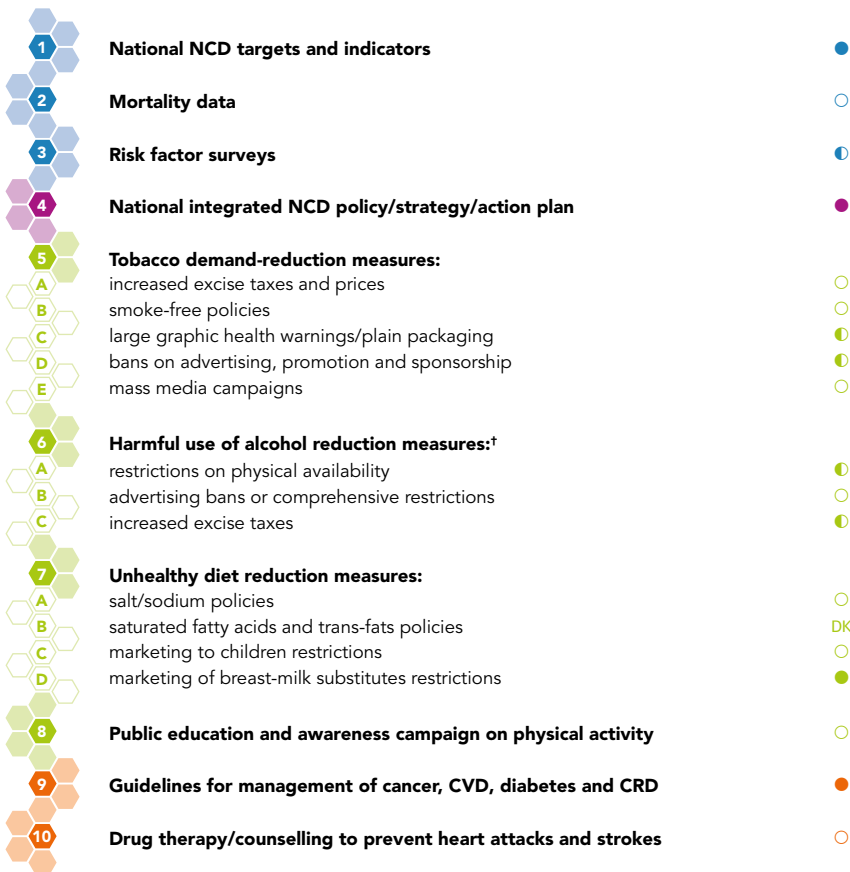 1 National NCD targets and indicators ●
2 Mortality data ○
3 Risk factor surveys ◐
4 National integrated NCD policy/strategy/action plan ●
5 Tobacco demand-reduction measures:
A increased excise taxes and prices ○
B smoke-free policies ○
C large graphic health warnings/plain packaging ◐
D bans on advertising, promotion and sponsorship ◐
E mass media campaigns ○
6 Harmful use of alcohol reduction measures:†
A restrictions on physical availability ◐
B advertising bans or comprehensive restrictions ○
C increased excise taxes ◐
7 Unhealthy diet reduction measures:
A salt/sodium policies ○
B saturated fatty acids and trans-fats policies DK
C marketing to children restrictions ○
D marketing of breast-milk substitutes restrictions ●
8 Public education and awareness campaign on physical activity ○
9 Guidelines for management of cancer, CVD, diabetes and CRD ●
10 Drug therapy/counselling to prevent heart attacks and strokes ○